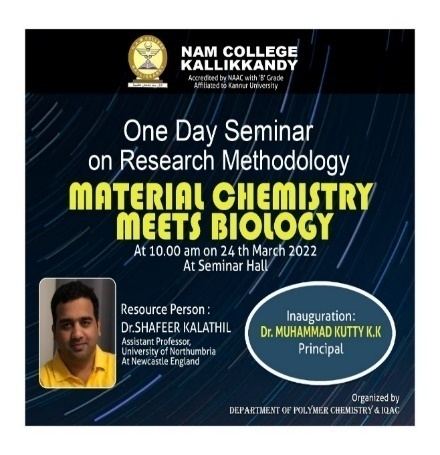 NAM COLLEGE
KALLIKKANDY
Accredited by NAAC with 'B' Grade
Affiliated to Kannur University
One Day Seminar
on Research Methodology
MATERIAL CHEMISTRY
MEETS BIOLOGY
At 10.00 am on 24 th March 2022
At Seminar Hall
Resource Person :
Dr.SHAFEER KALATHIL
Assistant Professor,
University of Northumbria
At Newcastle England
Inauguration:
Dr. MUHAMMAD KUTTY K.K
Principal
Organized by
DEPARTMENT OF POLYMER CHEMISTRY & IQAC